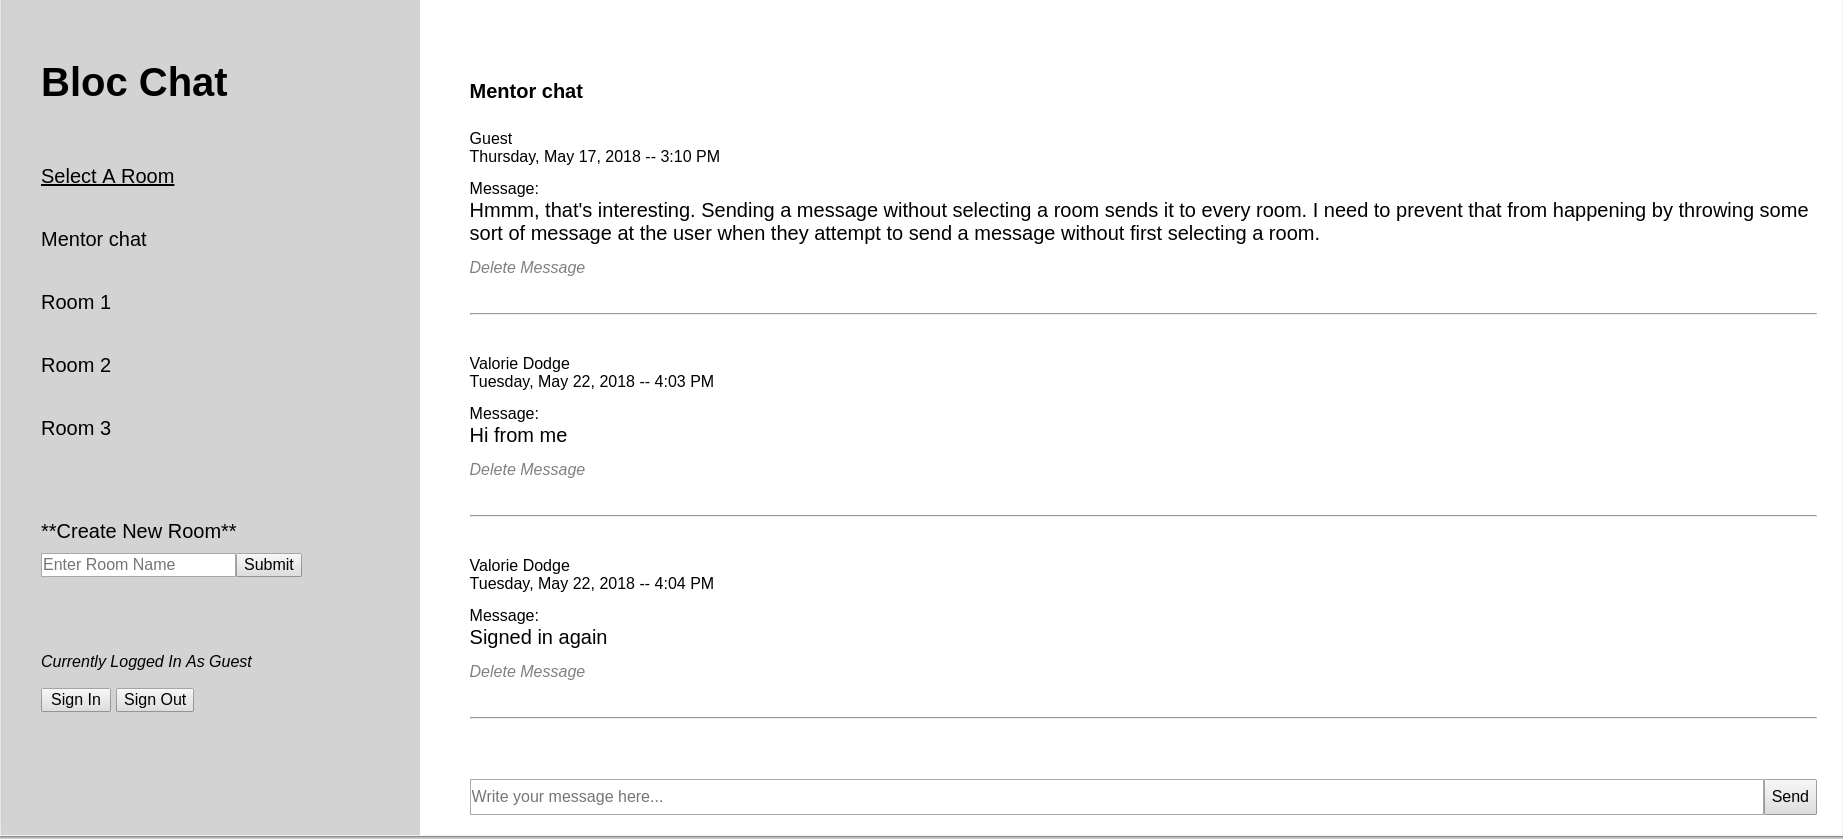 Bloc Chat
Select A Room
Mentor chat
Room 1
Room 2
Room 3
**Create New Room**
Enter Room Name Submit
Currently Logged In As Guest
Sign In Sign Out
Mentor chat
Guest
Thursday, May 17, 2018 -- 3:10 PM
Message:
Hmmm, that's interesting. Sending a message without selecting a room sends it to every room. I need to prevent that from happening by throwing some
sort of message at the user when they attempt to send a message without first selecting a room.
Delete Message
Valorie Dodge
Tuesday, May 22, 2018 -- 4:03 PM
Message:
Hi from me
Delete Message
Valorie Dodge
Tuesday, May 22, 2018 -- 4:04 PM
Message:
Signed in again
Delete Message
Write your message here... Send